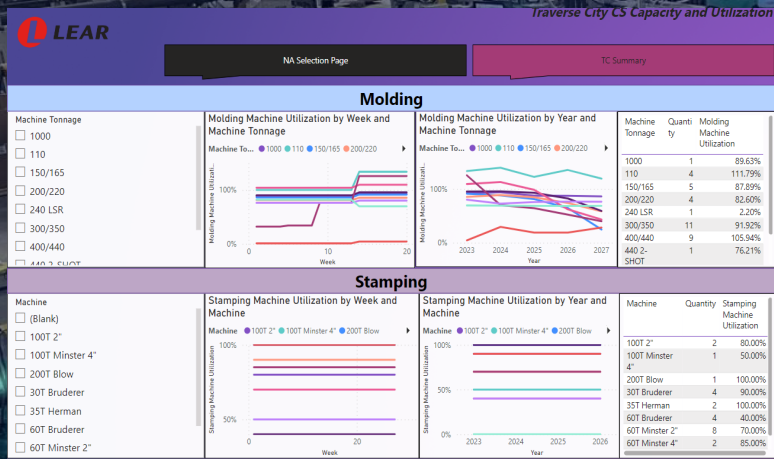 Traverse City CS Capacity and Utilization
LEAR
NA Selection Page
TC Summary
Molding
Machine Tonnage
1000
110
150/165
200/220
240 LSR
300/350
400/440
440 2-SHOT
Molding Machine Utilization by Week and
Machine Tonnage
Machine To... 1000 110 150/165 200/220
Molding Machine Utilizati...
100%
0%
0 10 20
Week
Molding Machine Utilization by Year and
Machine Tonnage
Machine To... 1000 110 150/165 200/220
Molding Machine Utilizati...
100%
0%
2023 2024 2025 2026 2027
Year
Machine Quanti Molding
Tonnage ty Machine
Utilization
1000 1 89.63%
110 4 111.79%
150/165 5 87.89%
200/220 4 82.60%
240 LSR 1 2.20%
300/350 11 91.92%
400/440 9 105.94%
440 2- 1 76.21%
SHOT
Stamping
Machine
(Blank)
100T 2"
100T Minster 4"
200T Blow
30T Bruderer
35T Herman
60T Bruderer
60T Minster 2"
Stamping Machine Utilization by Week and
Machine
Machine 100T 2" 100T Minster 4" 200T Blow
Stamping Machine Utilization
100%
50%
0 20
Week
Stamping Machine Utilization by Year and
Machine
Machine 100T 2" 100T Minster 4" 200T Blow
Stamping Machine Utilization
100%
50%
0%
2023 2024 2025 2026
Year
Machine Quantity Stamping
Machine
Utilization
100T 2" 2 80.00%
100T Minster 1 50.00%
4"
200T Blow 1 100.00%
30T Bruderer 4 90.00%
35T Herman 2 100.00%
60T Bruderer 4 40.00%
60T Minster 2" 8 70.00%
60T Minster 4" 2 85.00%